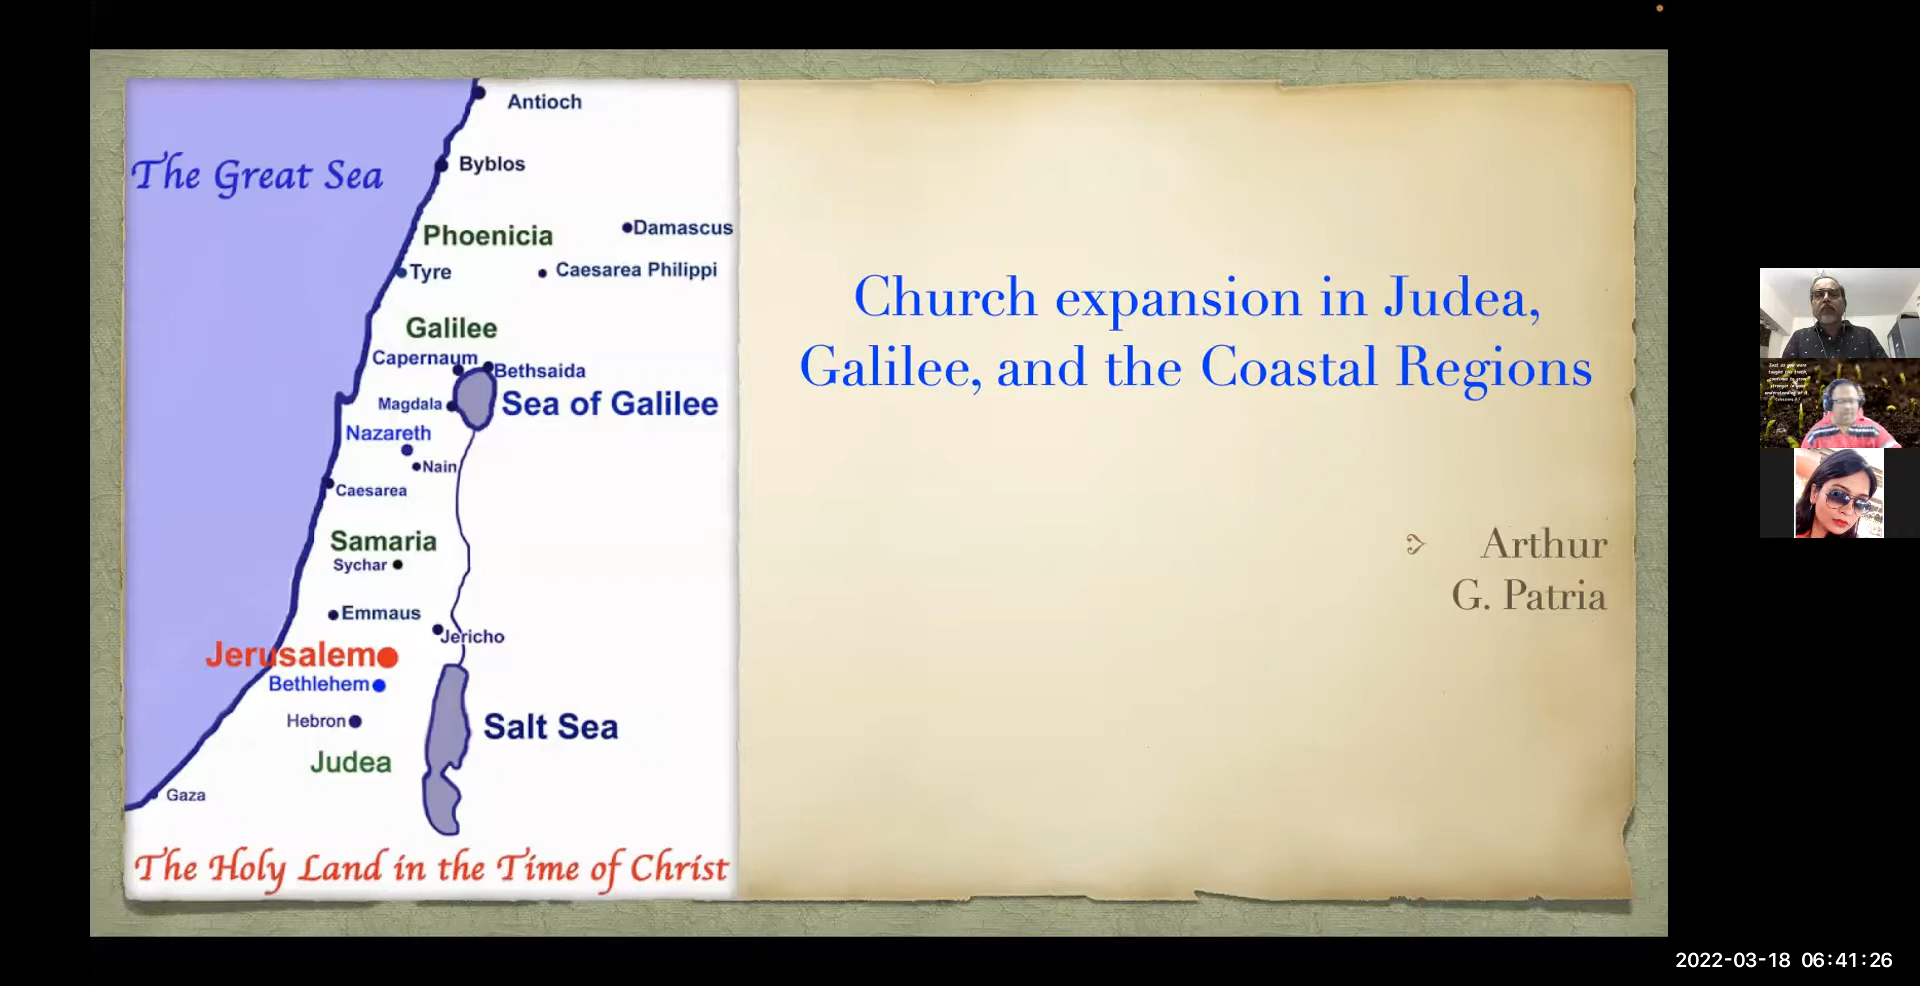 Antioch
The Great Sea
Byblos
Phoenicia
Damascus
Tyre
Caesarea Philippi
Galilee
Capernaum
Bethsaida
Magdala
Sea of Galilee
Nazareth
Nain
Caesarea
Samaria
Sychar
Emmaus
Jericho
Jerusalem
Bethlehem
Hebron
Salt Sea
Judea
Gaza
The Holy Land in the Time of Christ
Church expansion in Judea,
Galilee, and the Coastal Regions
Arthur
G. Patria
2022-03-18 06:41:26